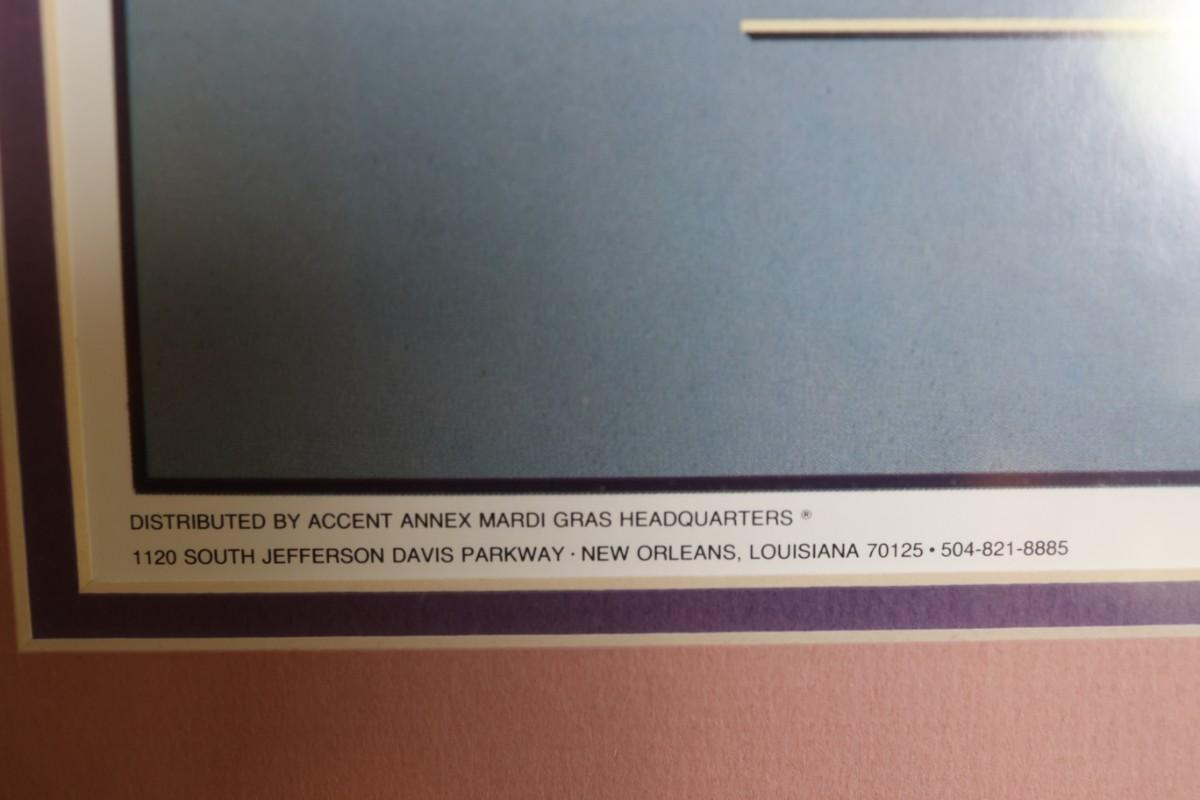 DISTRIBUTED BY ACCENT ANNEX MARDI GRAS HEADQUARTERS ®
1120 SOUTH JEFFERSON DAVIS PARKWAY · NEW ORLEANS, LOUISIANA 70125 • 504-821-8885